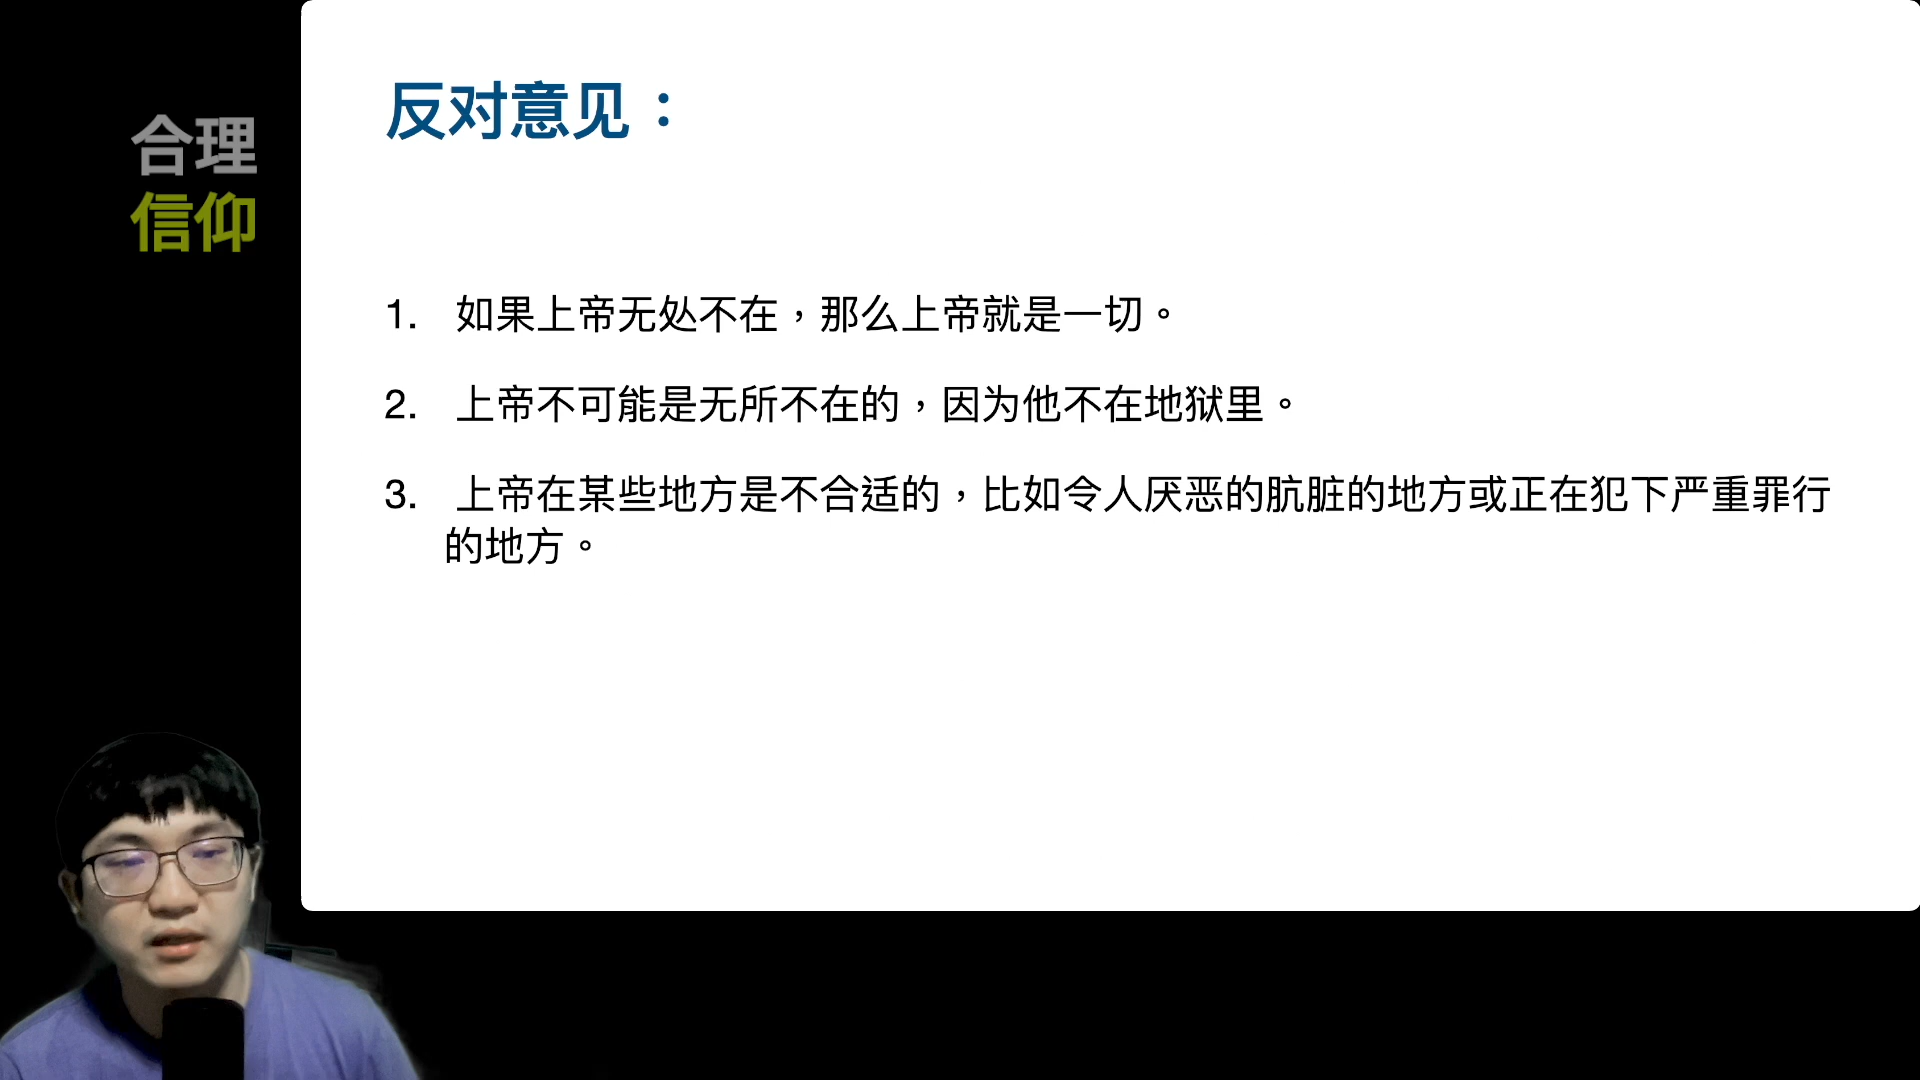 合理
信仰
反对意见：
1. 如果上帝无处不在，那么上帝就是一切。
2. 上帝不可能是无所不在的，因为他不在地狱里。
3. 上帝在某些地方是不合适的，比如令人厌恶的肮脏的地方或正在犯下严重罪行
的地方。